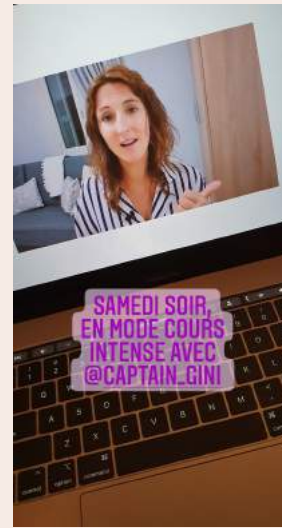 SAMEDI SOIR,
EN MODE COURS
INTENSE AVEC
@CAPTAIN_GINI